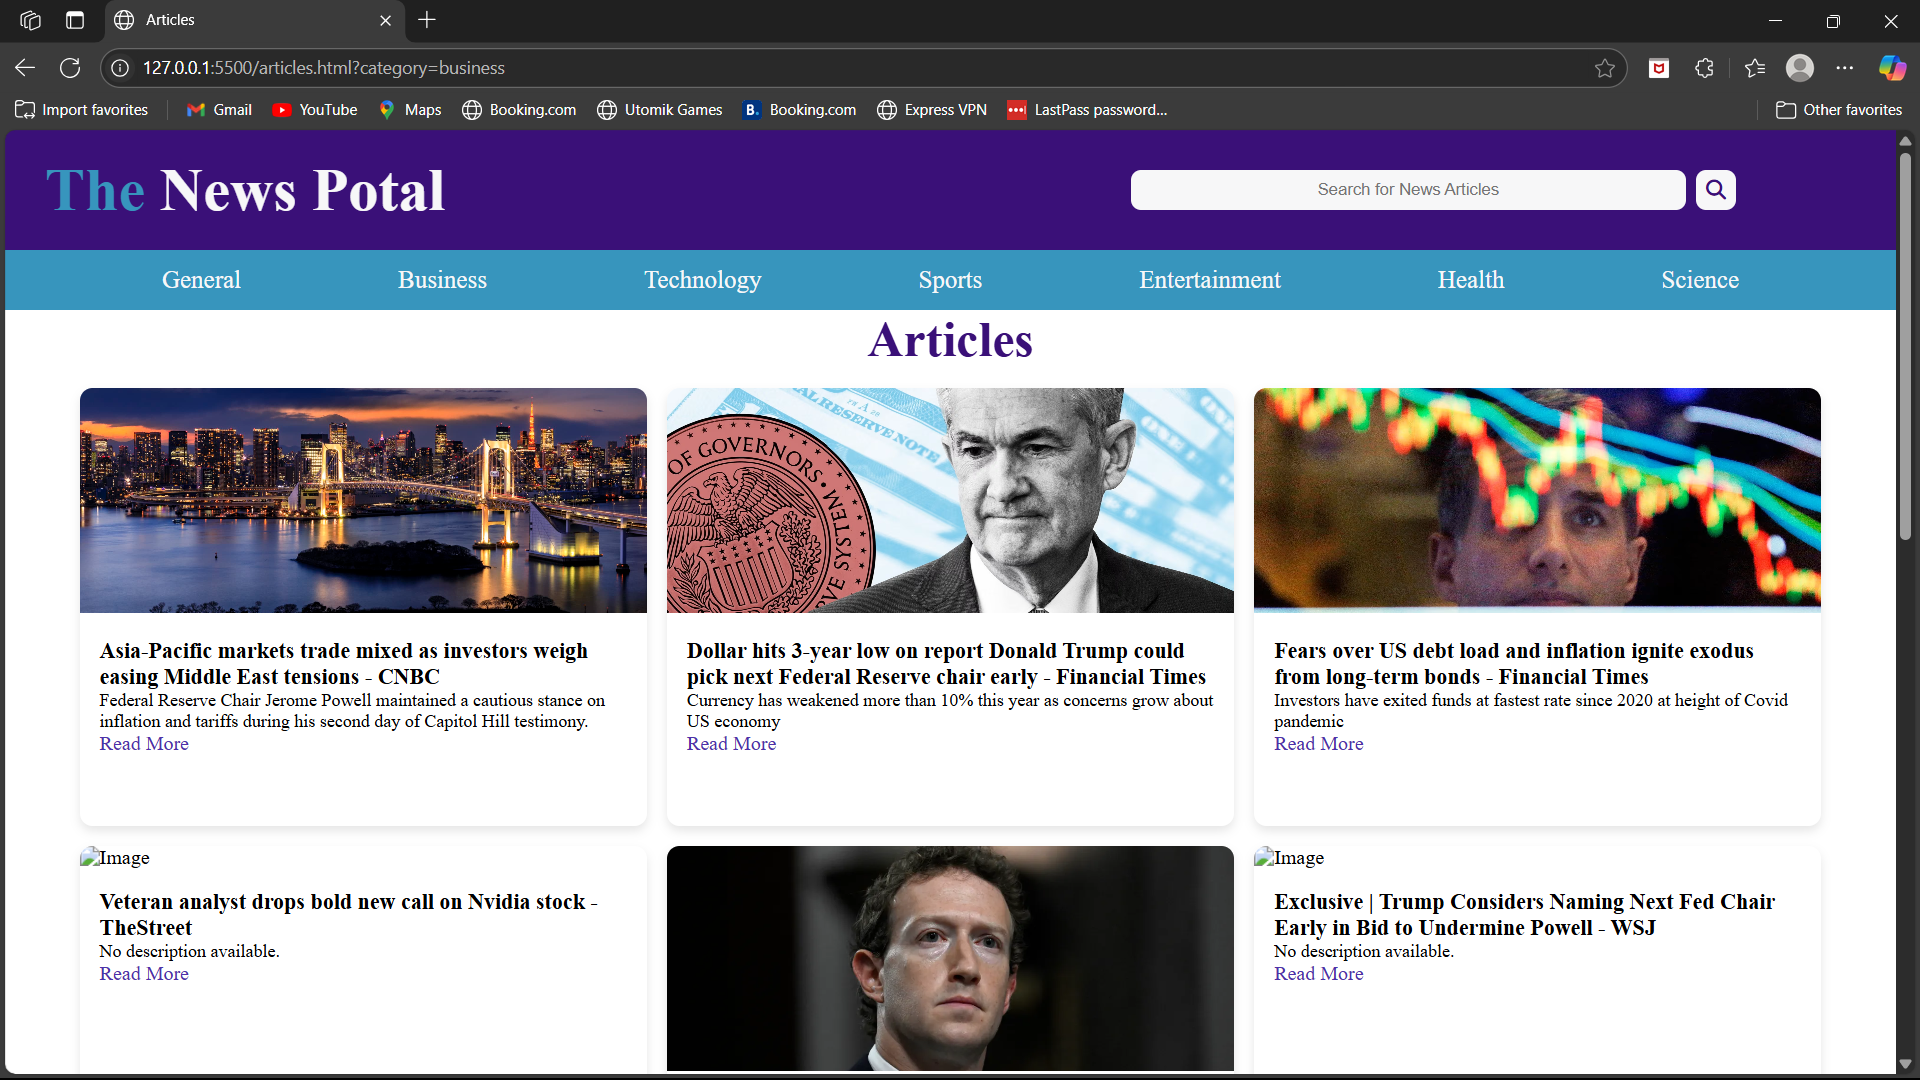 Articles
127.0.0.1:5500/articles.html?category=business
Import favorites
Gmail
YouTube
Maps
Booking.com
Utomik Games
B. Booking.com
Express VPN
LastPass password...
Other favorites
The News Potal
Search for News Articles
General
Business
Technology
Sports
Entertainment
Health
Science
Articles
OF GOVERNORS
SYSTEM
AL RESERVE NOTE
Asia-Pacific markets trade mixed as investors weigh
easing Middle East tensions - CNBC
Federal Reserve Chair Jerome Powell maintained a cautious stance on
inflation and tariffs during his second day of Capitol Hill testimony.
Read More
Dollar hits 3-year low on report Donald Trump could
pick next Federal Reserve chair early - Financial Times
Currency has weakened more than 10% this year as concerns grow about
US economy
Read More
Fears over US debt load and inflation ignite exodus
from long-term bonds - Financial Times
Investors have exited funds at fastest rate since 2020 at height of Covid
pandemic
Read More
Image
Veteran analyst drops bold new call on Nvidia stock -
TheStreet
No description available.
Read More
Image
Exclusive | Trump Considers Naming Next Fed Chair
Early in Bid to Undermine Powell - WSJ
No description available.
Read More